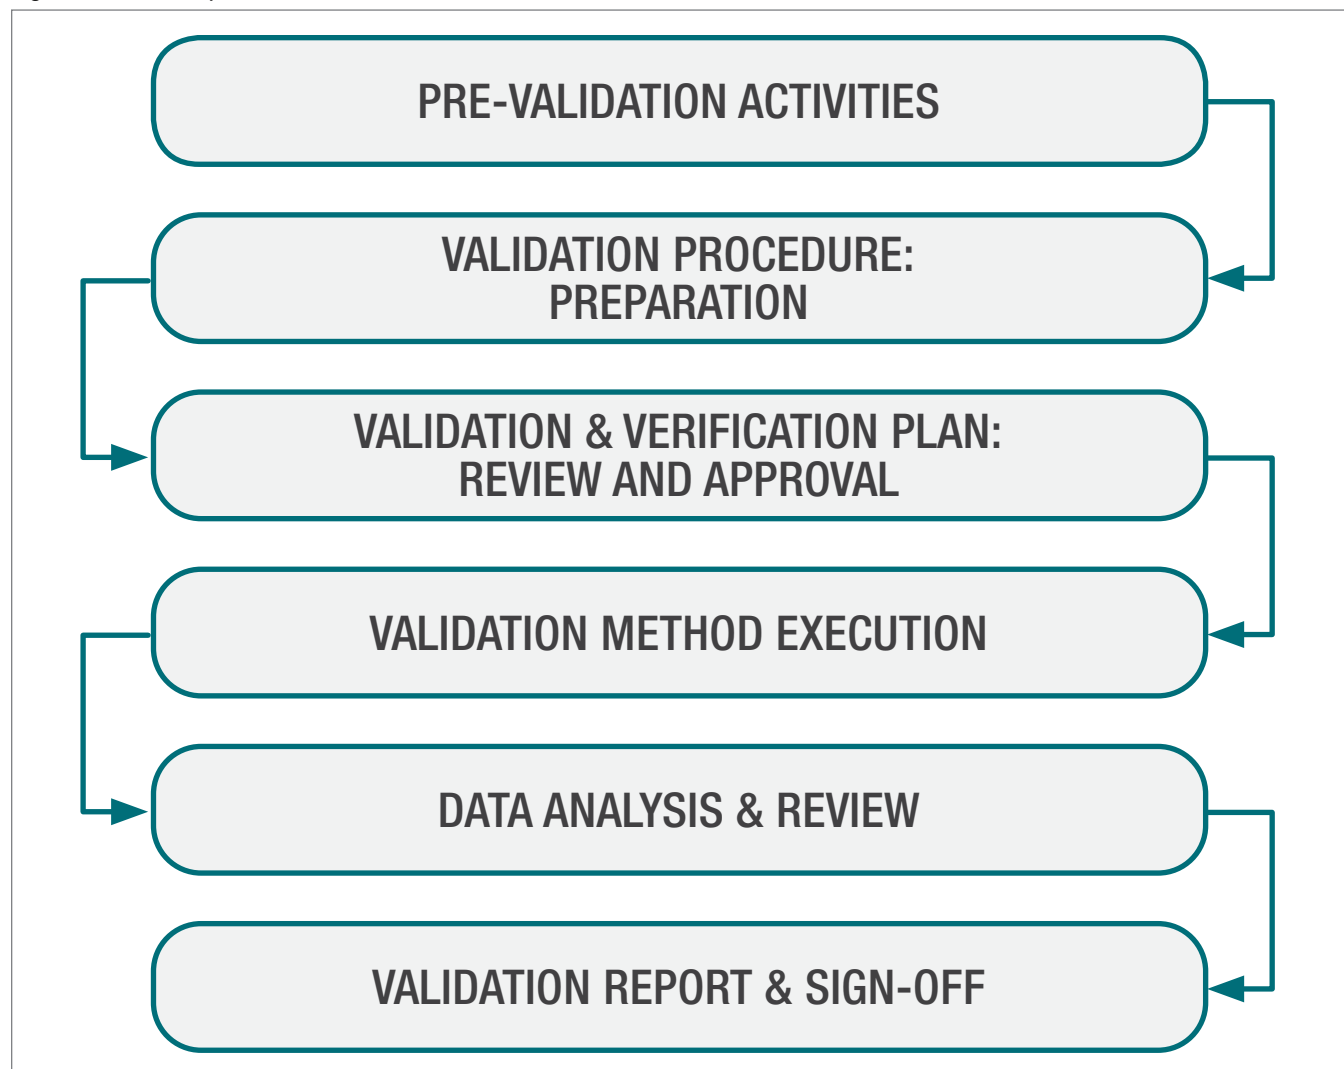 PRE-VALIDATION ACTIVITIES
VALIDATION PROCEDURE:
PREPARATION
VALIDATION & VERIFICATION PLAN:
REVIEW AND APPROVAL
VALIDATION METHOD EXECUTION
DATA ANALYSIS & REVIEW
VALIDATION REPORT & SIGN-OFF